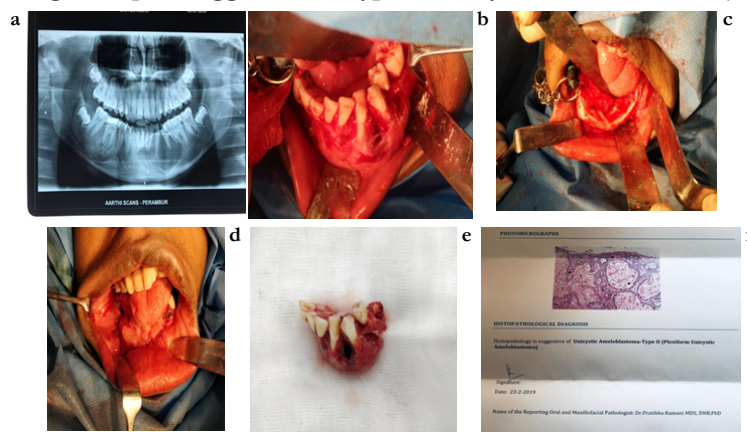 a
b
c
AARTHI SCANS - PERAMBUR
d
e
PHOTOMICROGRAPHS
HISTOPATHOLOGICAL DIAGNOSIS
Histopathology is suggestive of Unicystic Ameloblastoma-Type II (Plexiform Unicystic
Ameloblastoma)
Signature:
Date: 23-2-2019
Name of the Reporting Oral and Maxillofacial Pathologist: Dr.Pratibha Ramani MDS, DNB,PhD